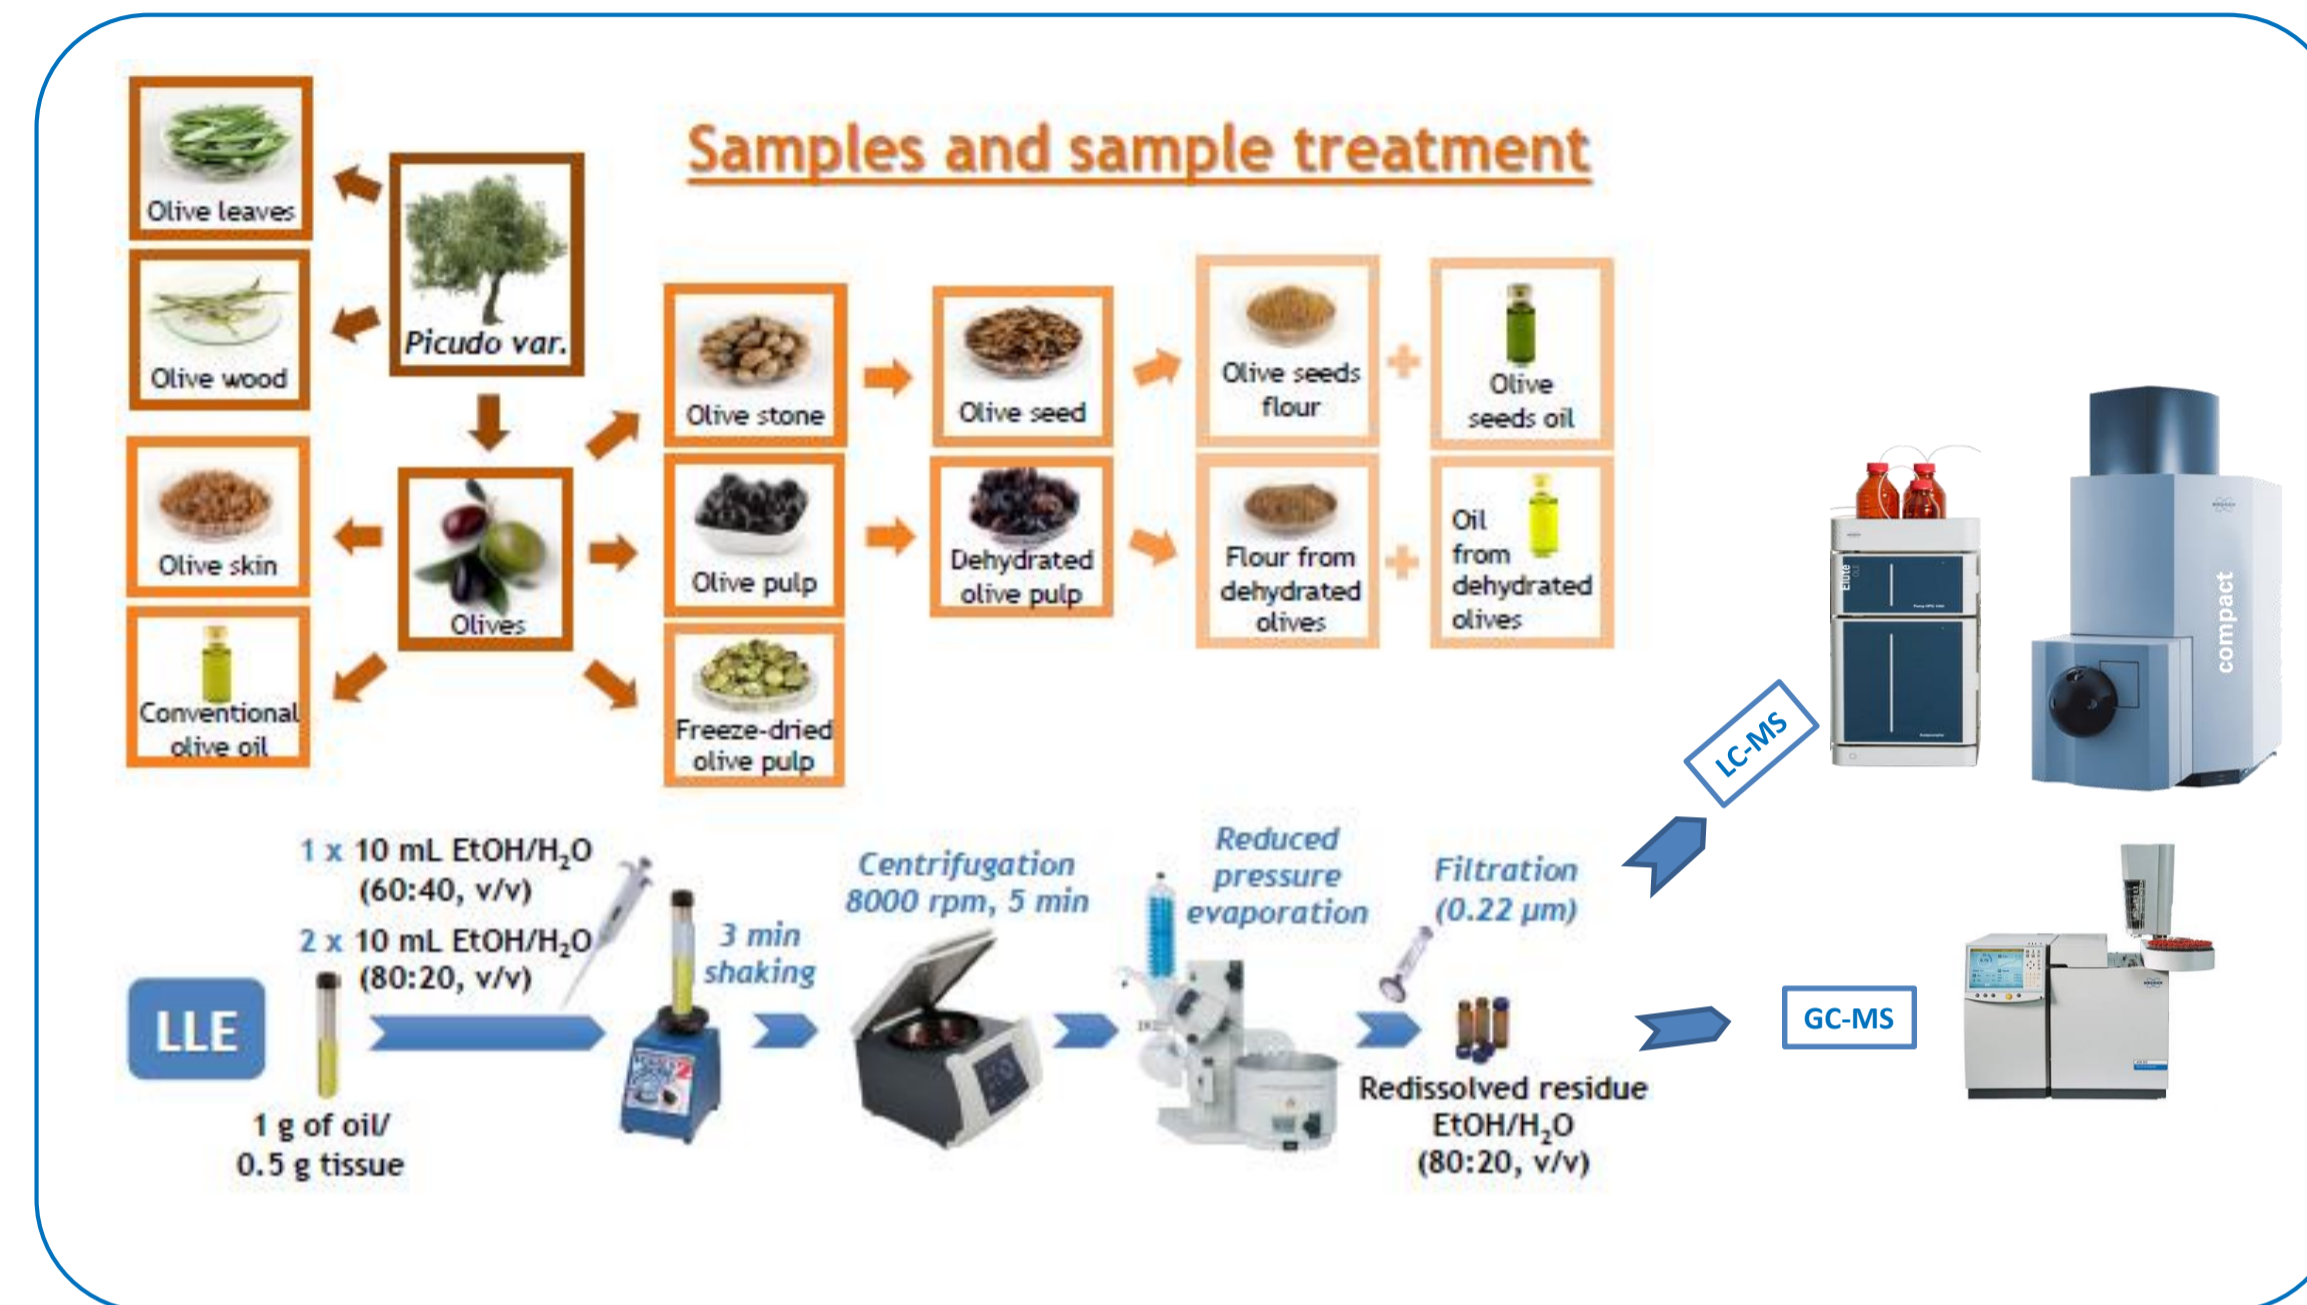 Samples and sample treatment
Olive leaves
Picudo var.
Olive wood
Olive stone
Olive seed
Olive seeds
flour
Olive
seeds oil
Olive skin
Olives
Olive pulp
Dehydrated
olive pulp
Flour from
dehydrated
olives
Oil
from
dehydrated
olives
Conventional
olive oil
Freeze-dried
olive pulp
Elute
compact
LC-MS
1 x 10 mL EtOH/H₂O
(60:40, v/v)
2 x 10 mL EtOH/H₂O
(80:20, v/v)
LLE
1 g of oil/
0.5 g tissue
3 min
shaking
Centrifugation
8000 rpm, 5 min
Reduced
pressure
evaporation
Filtration
(0.22 µm)
Redissolved residue
EtOH/H₂O
(80:20, v/v)
GC-MS